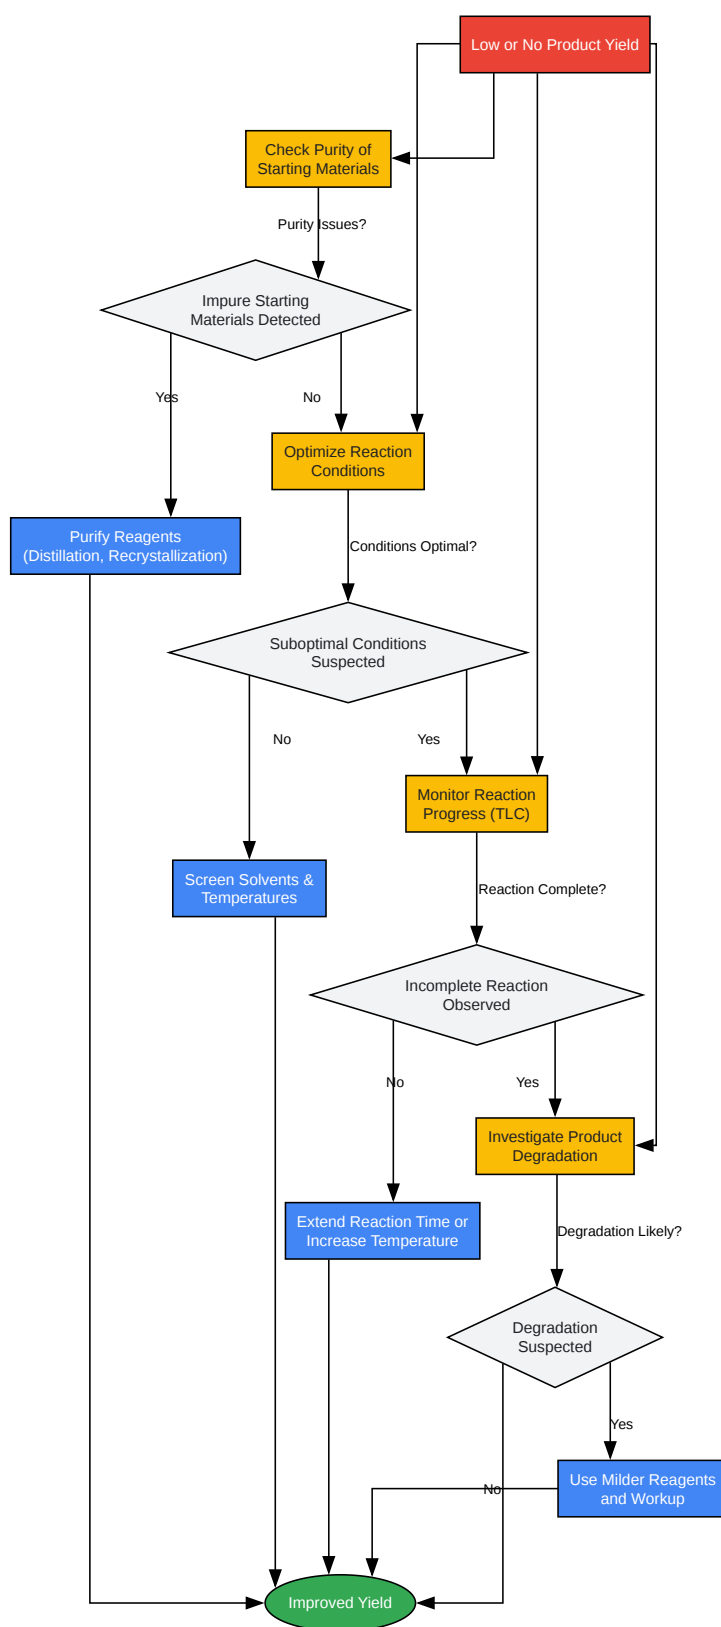 Low or No Product Yield
Check Purity of
Starting Materials
Purity Issues?
Impure Starting
Materials Detected
Yes
No
Optimize Reaction
Conditions
Purify Reagents
(Distillation, Recrystallization)
Conditions Optimal?
Suboptimal Conditions
Suspected
No
Yes
Monitor Reaction
Progress (TLC)
Screen Solvents &
Temperatures
Reaction Complete?
Incomplete Reaction
Observed
No
Yes
Investigate Product
Degradation
Extend Reaction Time or
Increase Temperature
Degradation Likely?
Degradation
Suspected
Yes
Use Milder Reagents
and Workup
No
Improved Yield